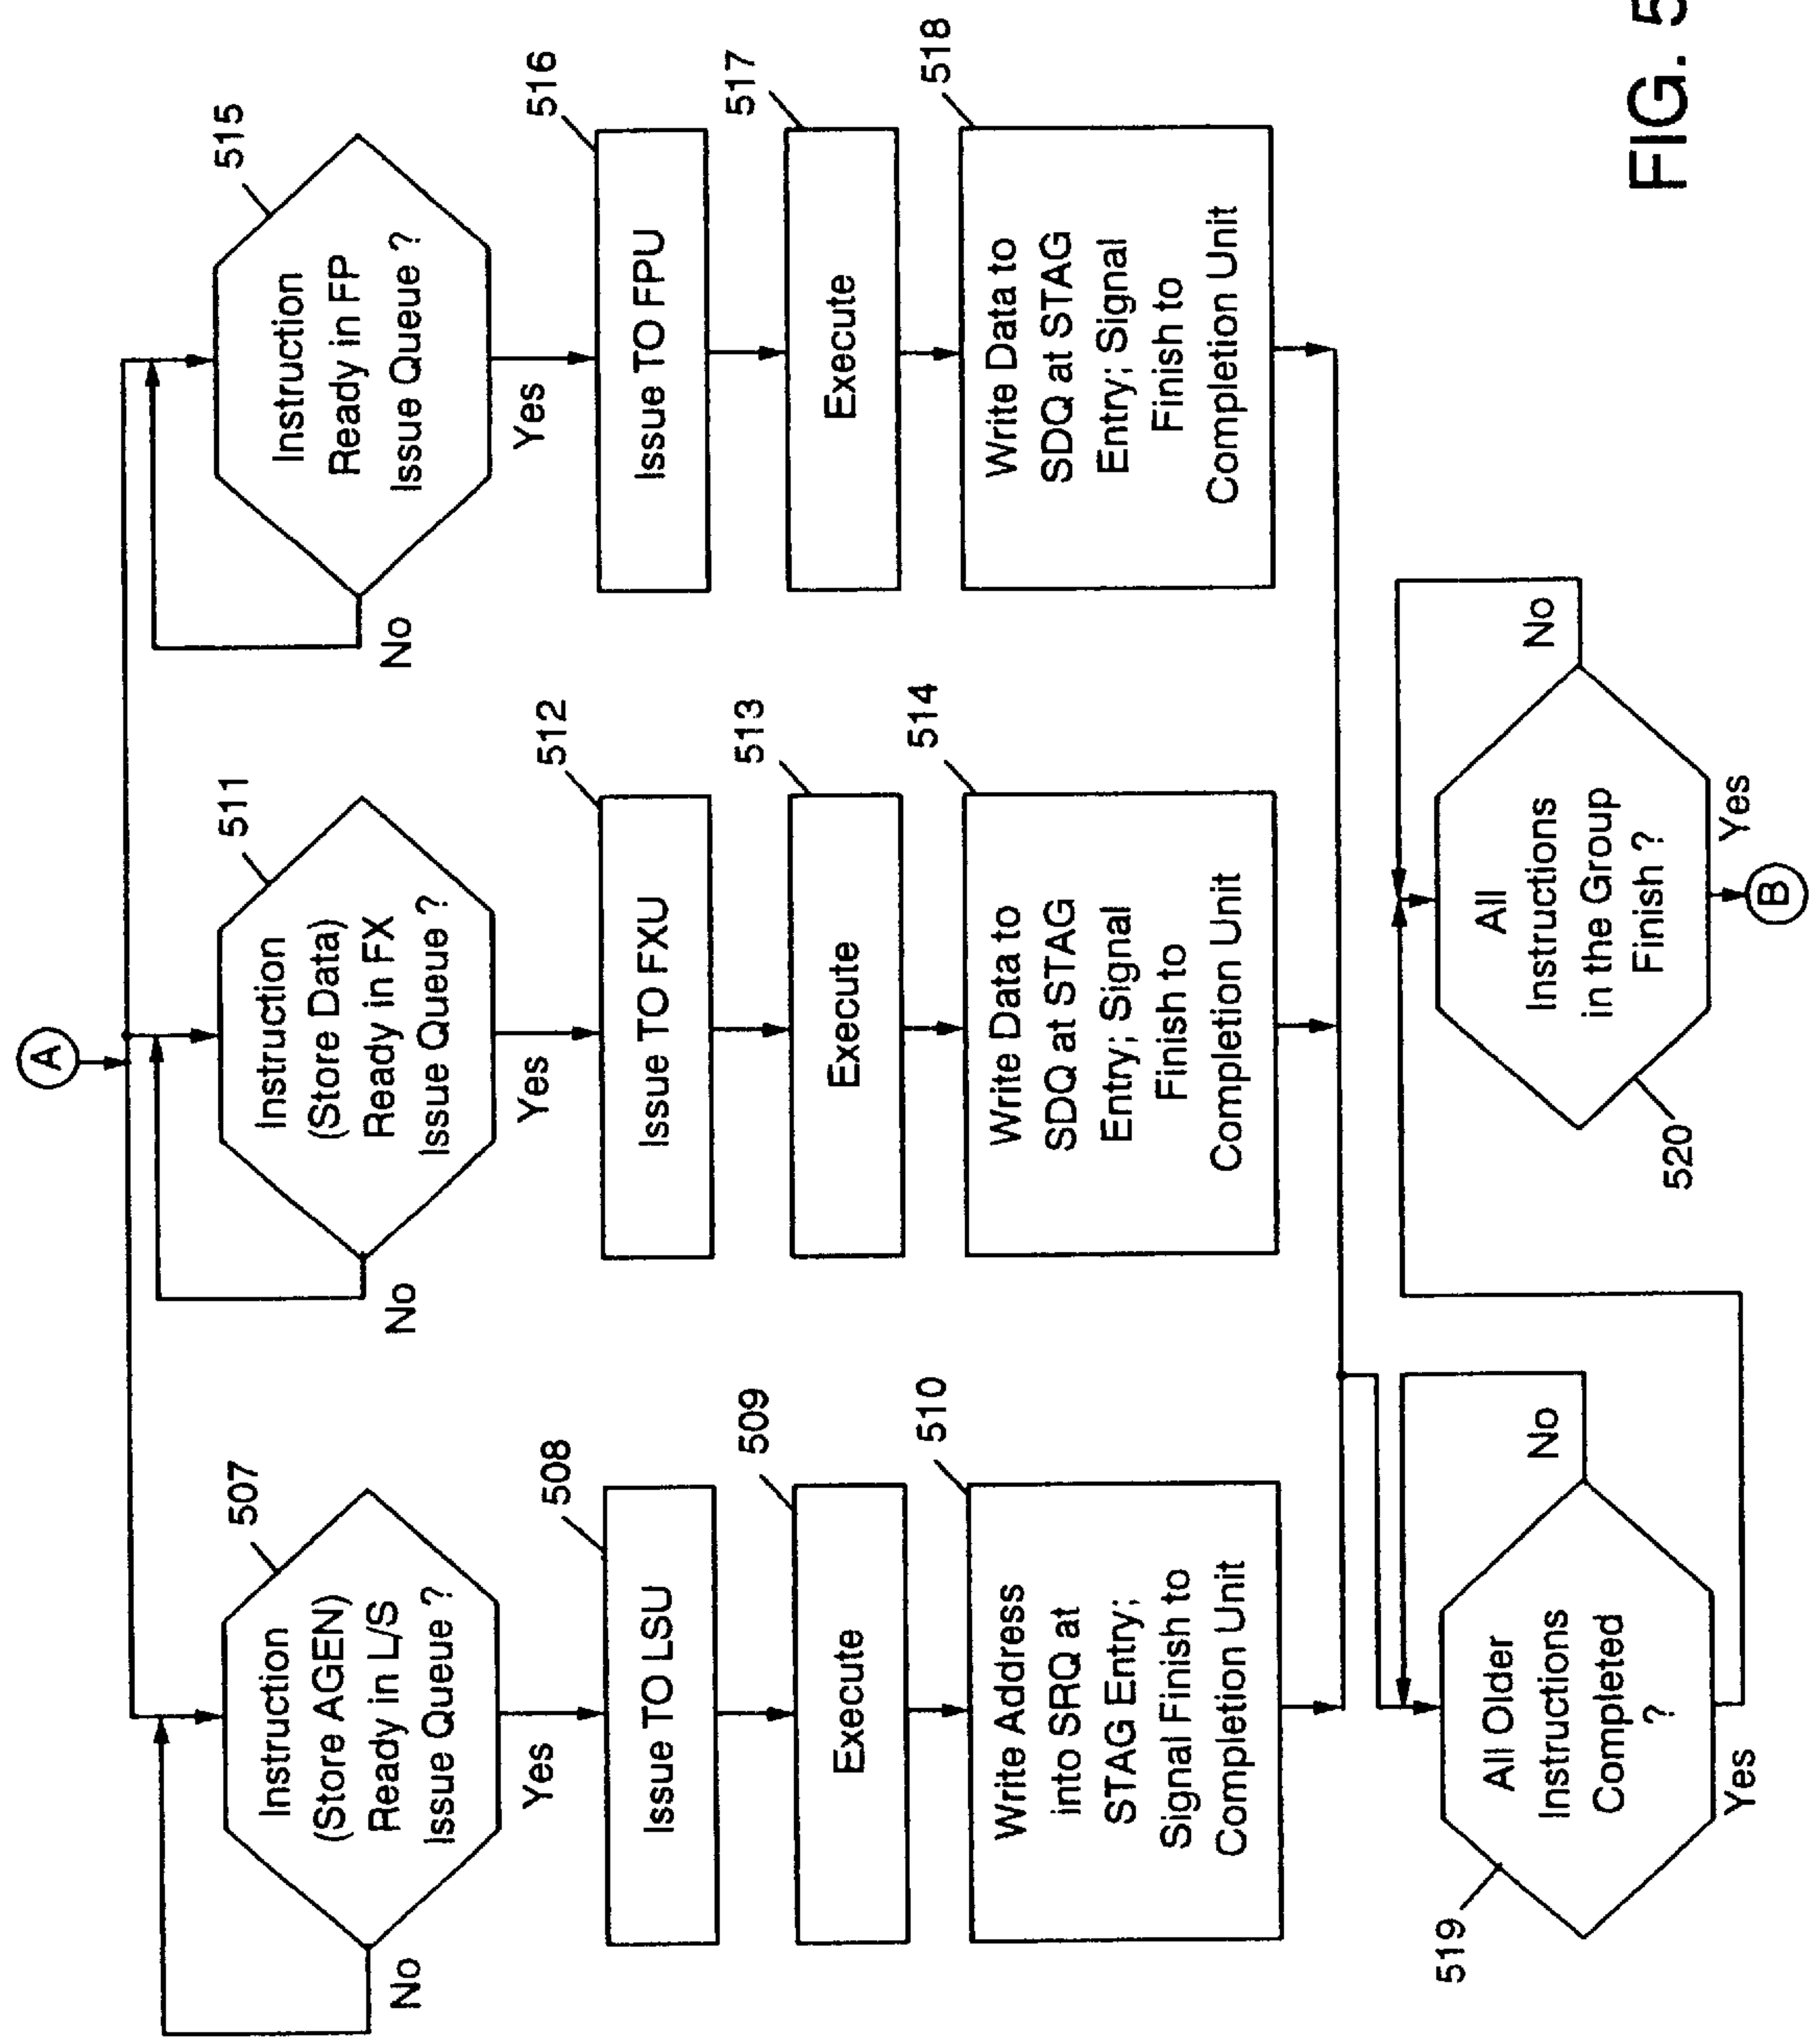 A
507
Instruction
(Store AGEN)
Ready in L/S
Issue Queue ?
No
Yes
508
Issue TO LSU
509
Execute
510
Write Address
into SRQ at
STAG Entry;
Signal Finish to
Completion Unit
511
Instruction
(Store Data)
Ready in FX
Issue Queue ?
No
Yes
512
Issue TO FXU
513
Execute
514
Write Data to
SDQ at STAG
Entry; Signal
Finish to
Completion Unit
515
Instruction
Ready in FP
Issue Queue ?
No
Yes
516
Issue TO FPU
517
Execute
518
Write Data to
SDQ at STAG
Entry; Signal
Finish to
Completion Unit
519
All Older
Instructions
Completed
?
No
Yes
520
All
Instructions
in the Group
Finish ?
No
Yes
B
FIG. 5